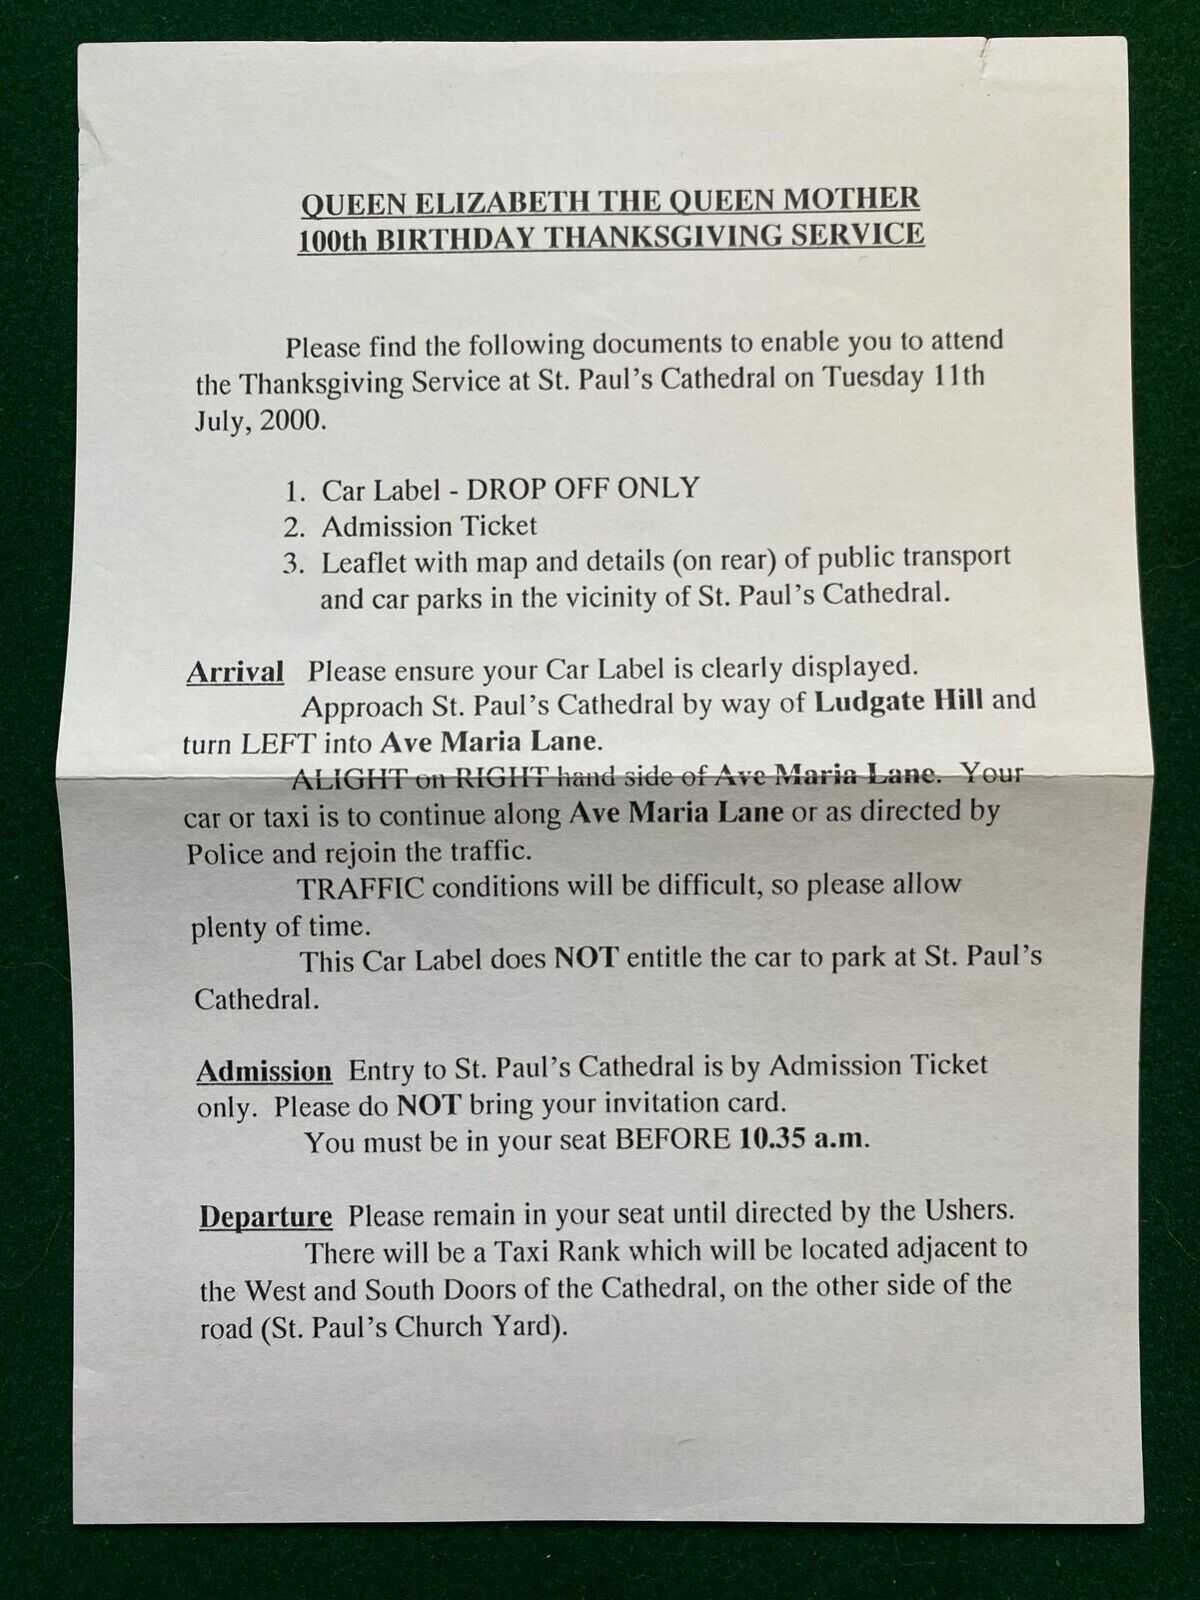 QUEEN ELIZABETH THE QUEEN MOTHER
100th BIRTHDAY THANKSGIVING SERVICE
Please find the following documents to enable you to attend
the Thanksgiving Service at St. Paul's Cathedral on Tuesday 11th
July, 2000.
1. Car Label - DROP OFF ONLY
2. Admission Ticket
3. Leaflet with map and details (on rear) of public transport
and car parks in the vicinity of St. Paul's Cathedral.
Arrival Please ensure your Car Label is clearly displayed.
Approach St. Paul's Cathedral by way of Ludgate Hill and
turn LEFT into Ave Maria Lane.
ALIGHT on RIGHT hand side of Ave Maria Lane. Your
car or taxi is to continue along Ave Maria Lane or as directed by
Police and rejoin the traffic.
TRAFFIC conditions will be difficult, so please allow
plenty of time.
This Car Label does NOT entitle the car to park at St. Paul's
Cathedral.
Admission Entry to St. Paul's Cathedral is by Admission Ticket
only. Please do NOT bring your invitation card.
You must be in your seat BEFORE 10.35 a.m.
Departure Please remain in your seat until directed by the Ushers.
There will be a Taxi Rank which will be located adjacent to
the West and South Doors of the Cathedral, on the other side of the
road (St. Paul's Church Yard).